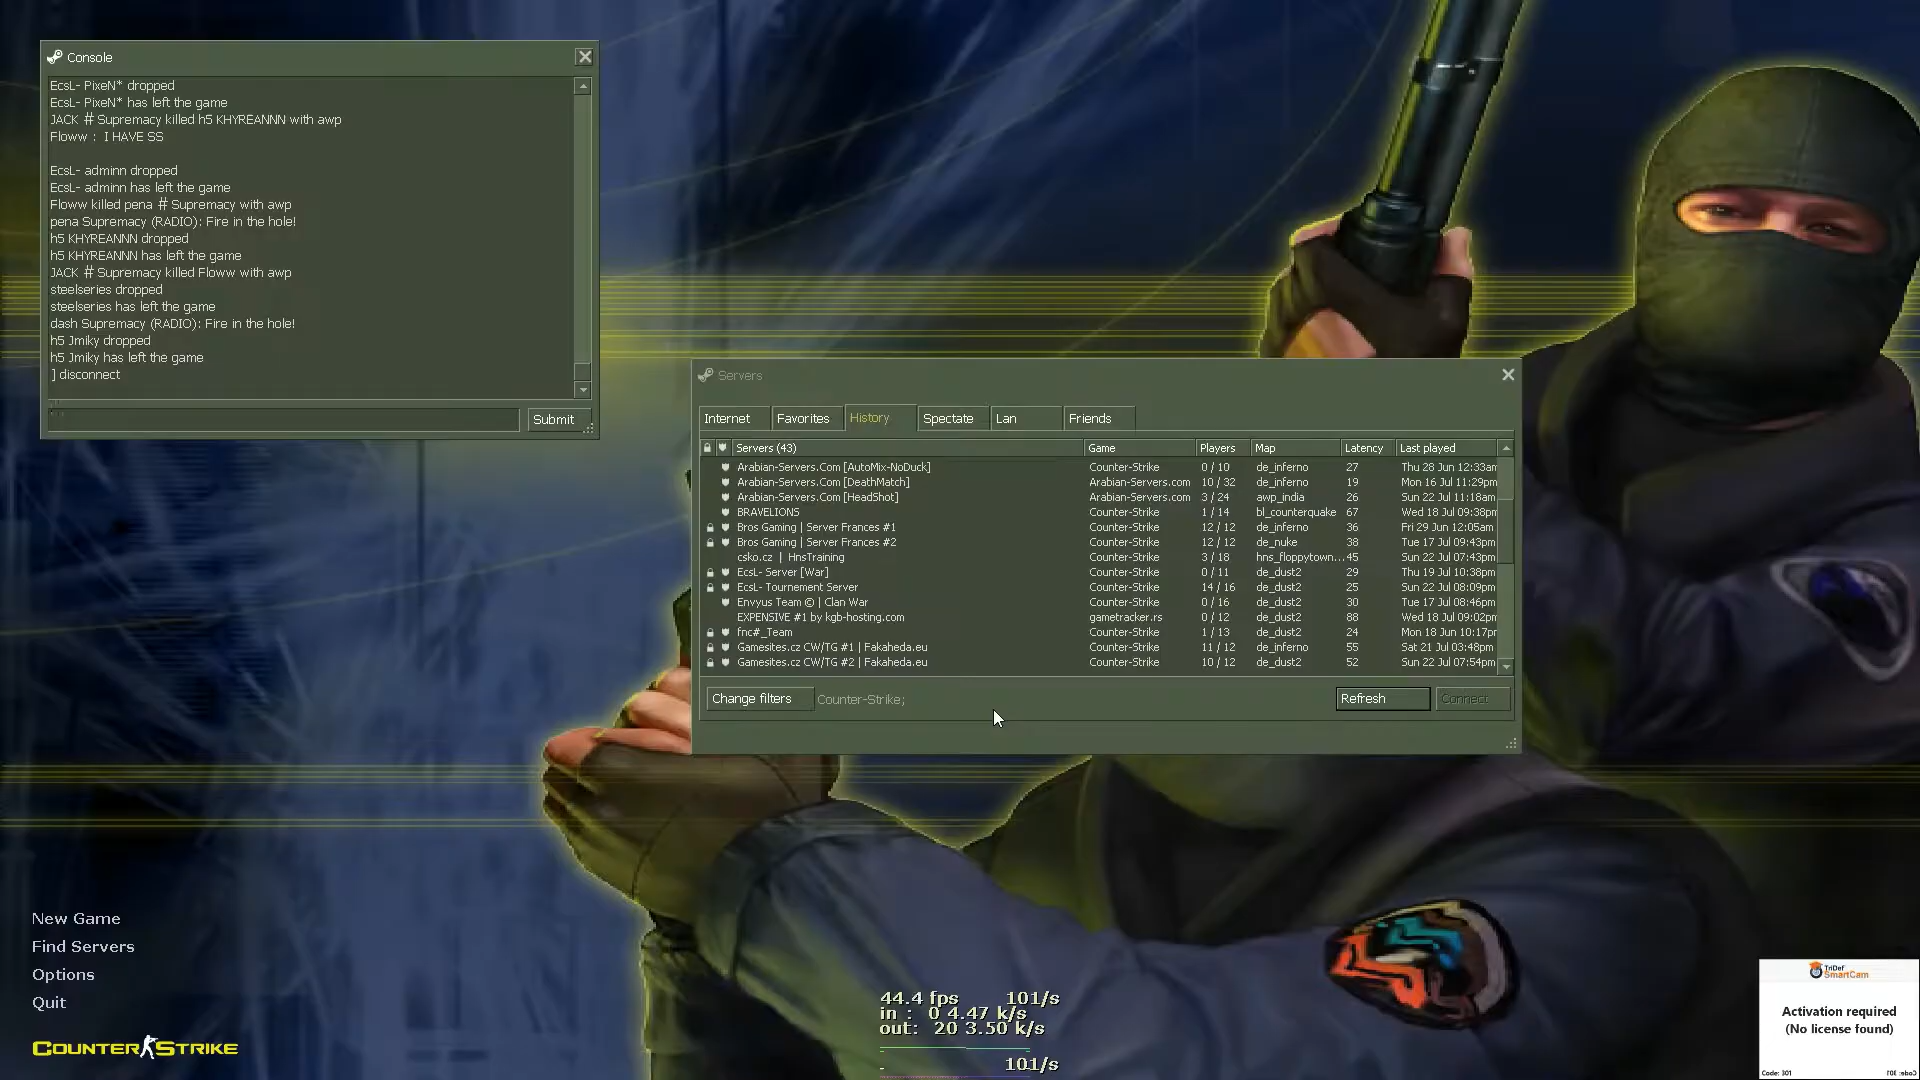 Console
EcsL- PixeN* dropped
EcsL- PixeN* has left the game
JACK # Supremacy killed h5 KHYREANNN with awp
Floww : I HAVE SS
EcsL- adminn dropped
EcsL- adminn has left the game
Floww killed pena # Supremacy with awp
pena Supremacy (RADIO): Fire in the hole!
h5 KHYREANNN dropped
h5 KHYREANNN has left the game
JACK # Supremacy killed Floww with awp
steelseries dropped
steelseries has left the game
dash Supremacy (RADIO): Fire in the hole!
h5 Jmiky dropped
h5 Jmiky has left the game
] disconnect
Submit
Servers
Internet Favorites History Spectate Lan Friends
Servers (43) Game Players Map Latency Last played
Arabian-Servers.Com [AutoMix-NoDuck] Counter-Strike 0 / 10 de_inferno 27 Thu 28 Jun 12:33am
Arabian-Servers.Com [DeathMatch] Arabian-Servers.com 10 / 32 de_inferno 19 Mon 16 Jul 11:29pm
Arabian-Servers.Com [HeadShot] Arabian-Servers.com 3 / 24 awp_india 26 Sun 22 Jul 11:18am
BRAVELIONS Counter-Strike 1 / 14 bl_counterquake 67 Wed 18 Jul 09:38pm
Bros Gaming | Server Frances #1 Counter-Strike 12 / 12 de_inferno 36 Fri 29 Jun 12:05am
Bros Gaming | Server Frances #2 Counter-Strike 12 / 12 de_nuke 38 Tue 17 Jul 09:43pm
csko.cz | HnsTraining Counter-Strike 3 / 18 hns_floppytown... 45 Sun 22 Jul 07:43pm
EcsL- Server [War] Counter-Strike 0 / 11 de_dust2 29 Thu 19 Jul 10:38pm
EcsL- Tournement Server Counter-Strike 14 / 16 de_dust2 25 Sun 22 Jul 08:09pm
Envyus Team © | Clan War Counter-Strike 0 / 16 de_dust2 30 Tue 17 Jul 08:46pm
EXPENSIVE #1 by kgb-hosting.com gametracker.rs 0 / 12 de_dust2 88 Wed 18 Jul 09:02pm
fnc#_Team Counter-Strike 1 / 13 de_dust2 24 Mon 18 Jun 10:17pm
Gamesites.cz CW/TG #1 | Fakaheda.eu Counter-Strike 11 / 12 de_inferno 55 Sat 21 Jul 03:48pm
Gamesites.cz CW/TG #2 | Fakaheda.eu Counter-Strike 10 / 12 de_dust2 52 Sun 22 Jul 07:54pm
Change filters Counter-Strike; Refresh Connect
New Game
Find Servers
Options
Quit
COUNTER STRIKE
44.4 fps 101/s
in : 0 4.47 k/s
out: 20 3.50 k/s
101/s
TriDef
SmartCam
Activation required
(No license found)
Code: 301